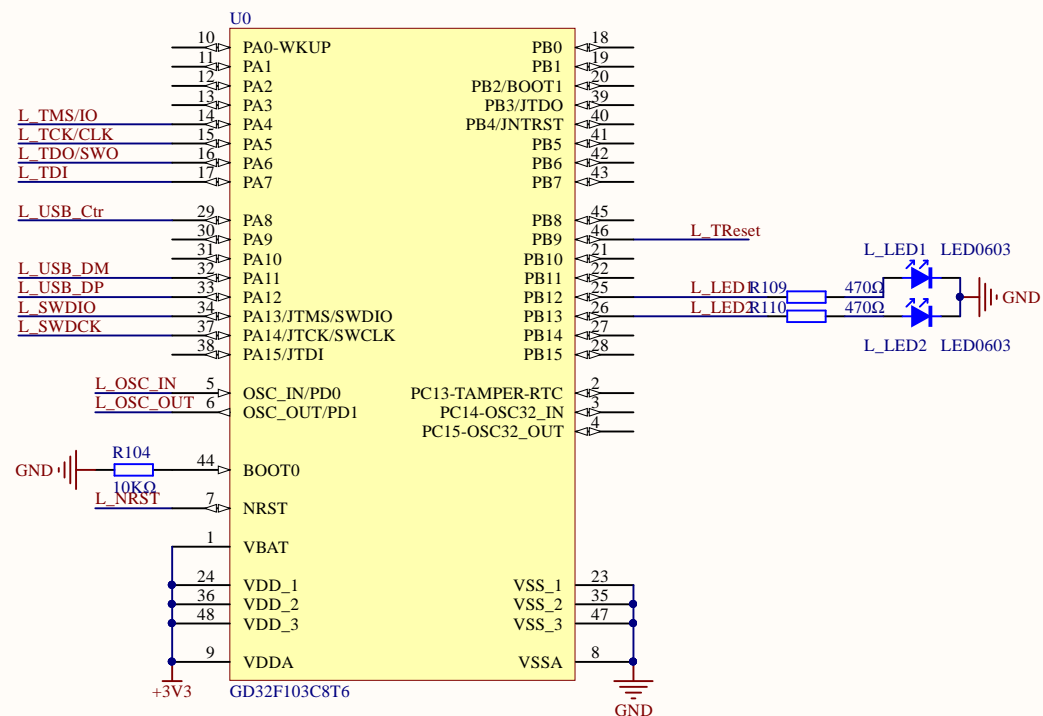 U0
10 PA0-WKUP PB0 18
11 PA1 PB1 19
12 PA2 PB2/BOOT1 20
13 PA3 PB3/JTDO 39
L_TMS/IO 14 PA4 PB4/JNTRST 40
L_TCK/CLK 15 PA5 PB5 41
L_TDO/SWO 16 PA6 PB6 42
L_TDI 17 PA7 PB7 43
L_USB_Ctr 29 PA8 PB8 45
30 PA9 PB9 46 L_TReset
31 PA10 PB10 21
L_USB_DM 32 PA11 PB11 22
L_USB_DP 33 PA12 PB12 25 L_LED1 R109 470Ω
L_SWDIO 34 PA13/JTMS/SWDIO PB13 26 L_LED2 R110 470Ω
L_SWDCK 37 PA14/JTCK/SWCLK PB14 27
38 PA15/JTDI PB15 28
L_LED1 LED0603
GND
L_LED2 LED0603
L_OSC_IN 5 OSC_IN/PD0 PC13-TAMPER-RTC 2
L_OSC_OUT 6 OSC_OUT/PD1 PC14-OSC32_IN 3
PC15-OSC32_OUT 4
R104
GND 44 BOOT0
10KΩ
L_NRST 7 NRST
1 VBAT
24 VDD_1 VSS_1 23
36 VDD_2 VSS_2 35
48 VDD_3 VSS_3 47
9 VDDA VSSA 8
+3V3 GD32F103C8T6
GND